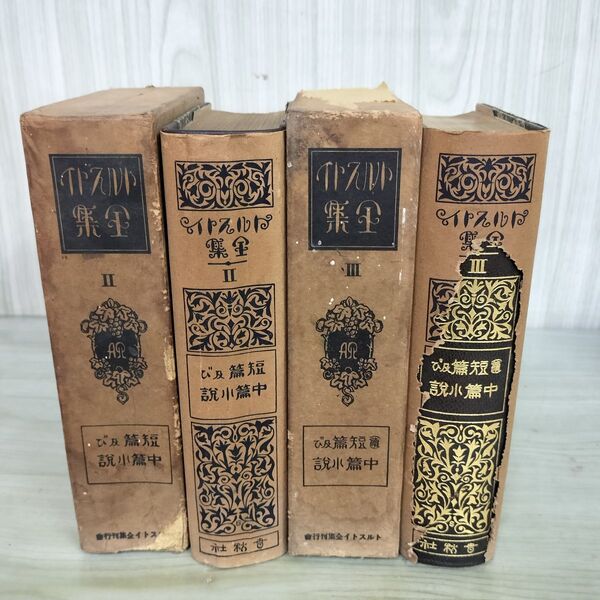 トルストイ
全集
II
短篇及び
中篇小説
ストイ全集刊行會
トルストイ
全集
II
短篇及び
中篇小説
春秋社
トルストイ
全集
III
短篇及び
中篇小説
トルストイ全集刊行會
トルストイ
全集
III
短篇及び
中篇小説
春秋社